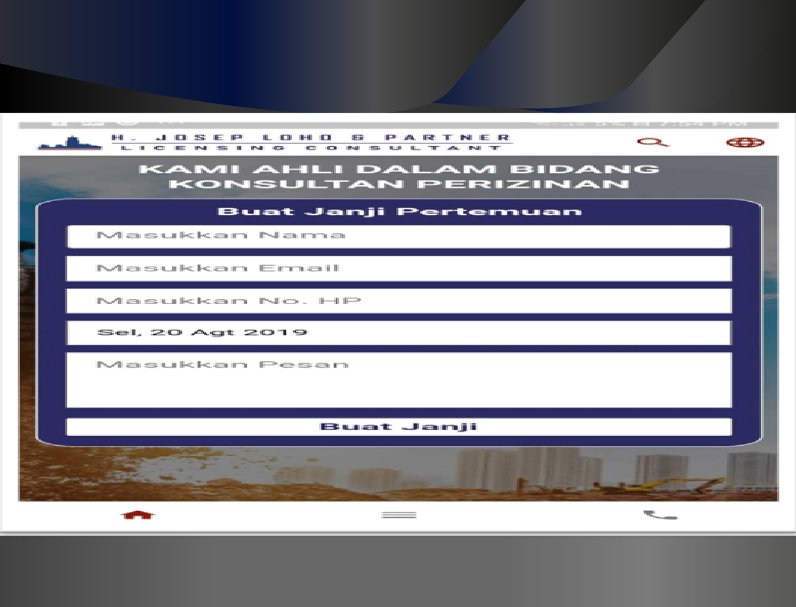 H. JOSEP LOHO & PARTNER
LICENSING CONSULTANT
KAMI AHLI DALAM BIDANG
KONSULTAN PERIZINAN
Buat Janji Pertemuan
Masukkan Nama
Masukkan Email
Masukkan No. HP
Sel, 20 Agt 2019
Masukkan Pesan
Buat Janji